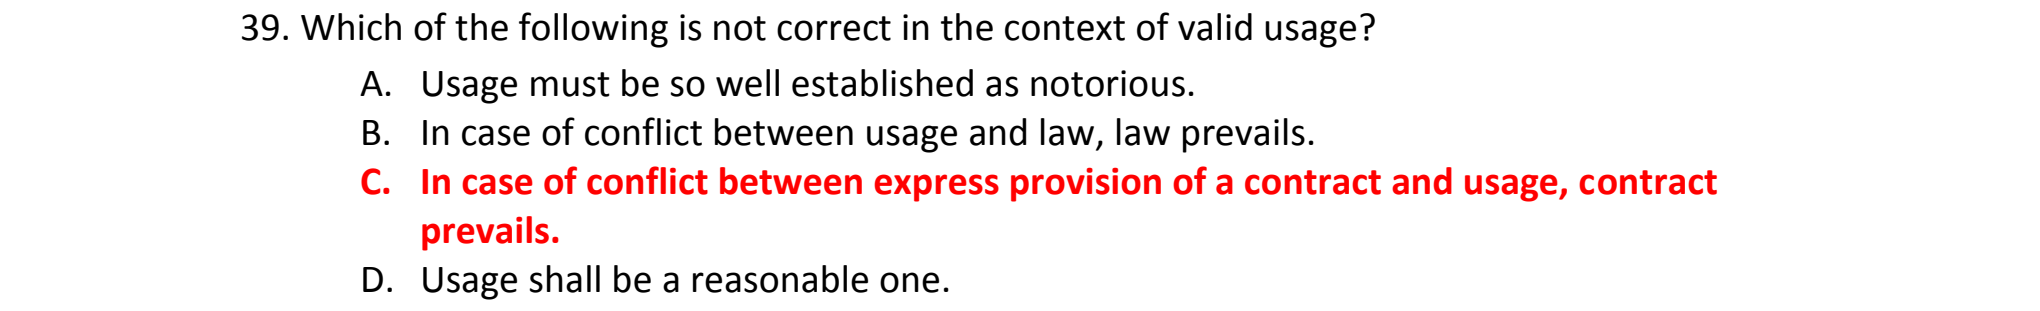 39. Which of the following is not correct in the context of valid usage?
A. Usage must be so well established as notorious.
B. In case of conflict between usage and law, law prevails.
C. In case of conflict between express provision of a contract and usage, contract
prevails.
D. Usage shall be a reasonable one.